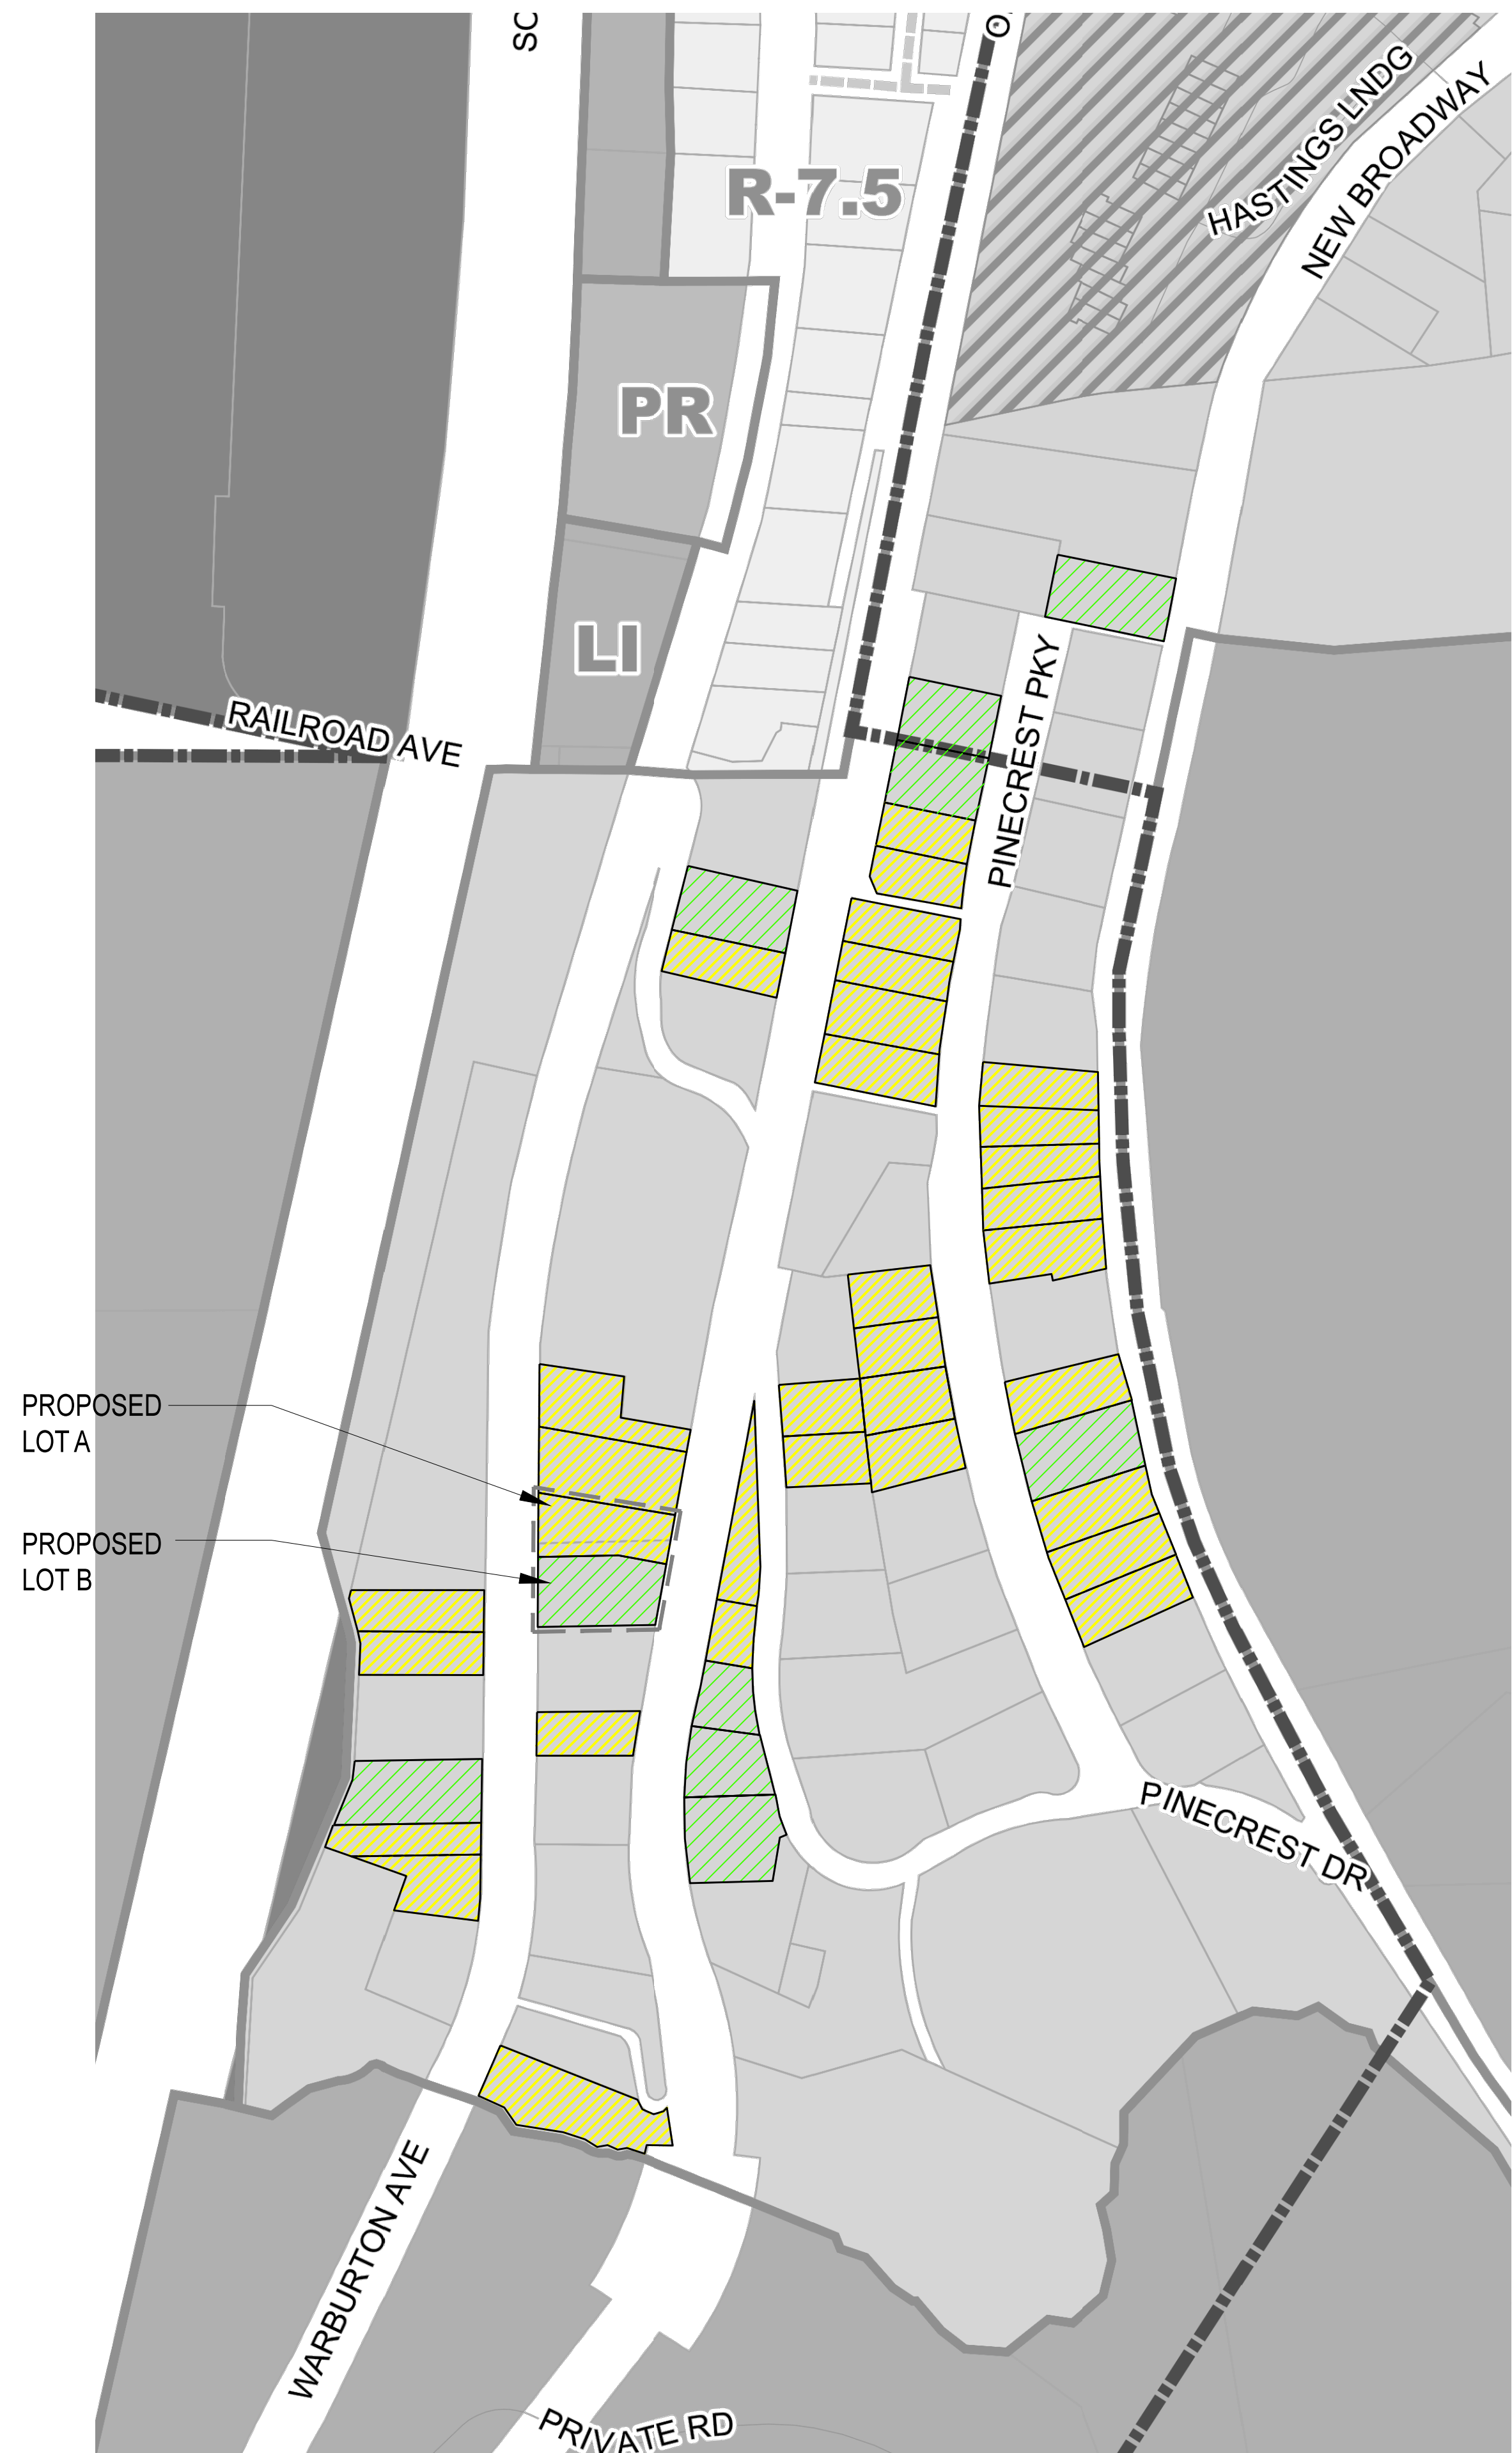 SC
O
HASTINGS LNDG
NEW BROADWAY
R-7.5
PR
LI
PINECREST PKY
RAILROAD AVE
PROPOSED
LOT A
PROPOSED
LOT B
PINECREST DR
WARBURTON AVE
PRIVATE RD